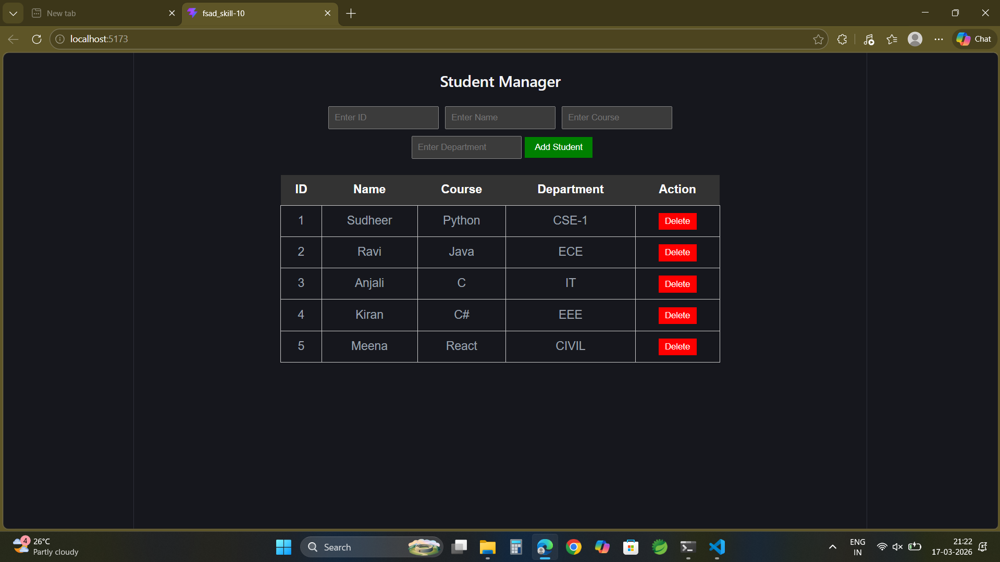 New tab
fsad_skill-10
localhost:5173
Chat
Student Manager
Enter ID Enter Name Enter Course
Enter Department Add Student
ID Name Course Department Action
1 Sudheer Python CSE-1 Delete
2 Ravi Java ECE Delete
3 Anjali C IT Delete
4 Kiran C# EEE Delete
5 Meena React CIVIL Delete
4
26°C
Partly cloudy
Search
ENG
IN
21:22
17-03-2026